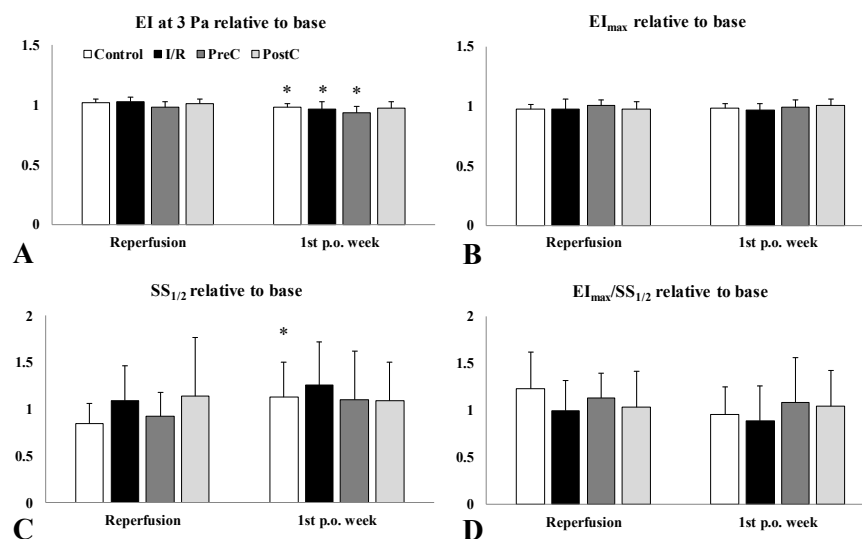 EI at 3 Pa relative to base
Control I/R PreC PostC
1.5
1
0.5
0
* * *
Reperfusion 1st p.o. week
A
EImax relative to base
1.5
1
0.5
0
Reperfusion 1st p.o. week
B
SS1/2 relative to base
2
1.5
1
0.5
0
*
Reperfusion 1st p.o. week
C
EImax/SS1/2 relative to base
2
1.5
1
0.5
0
Reperfusion 1st p.o. week
D